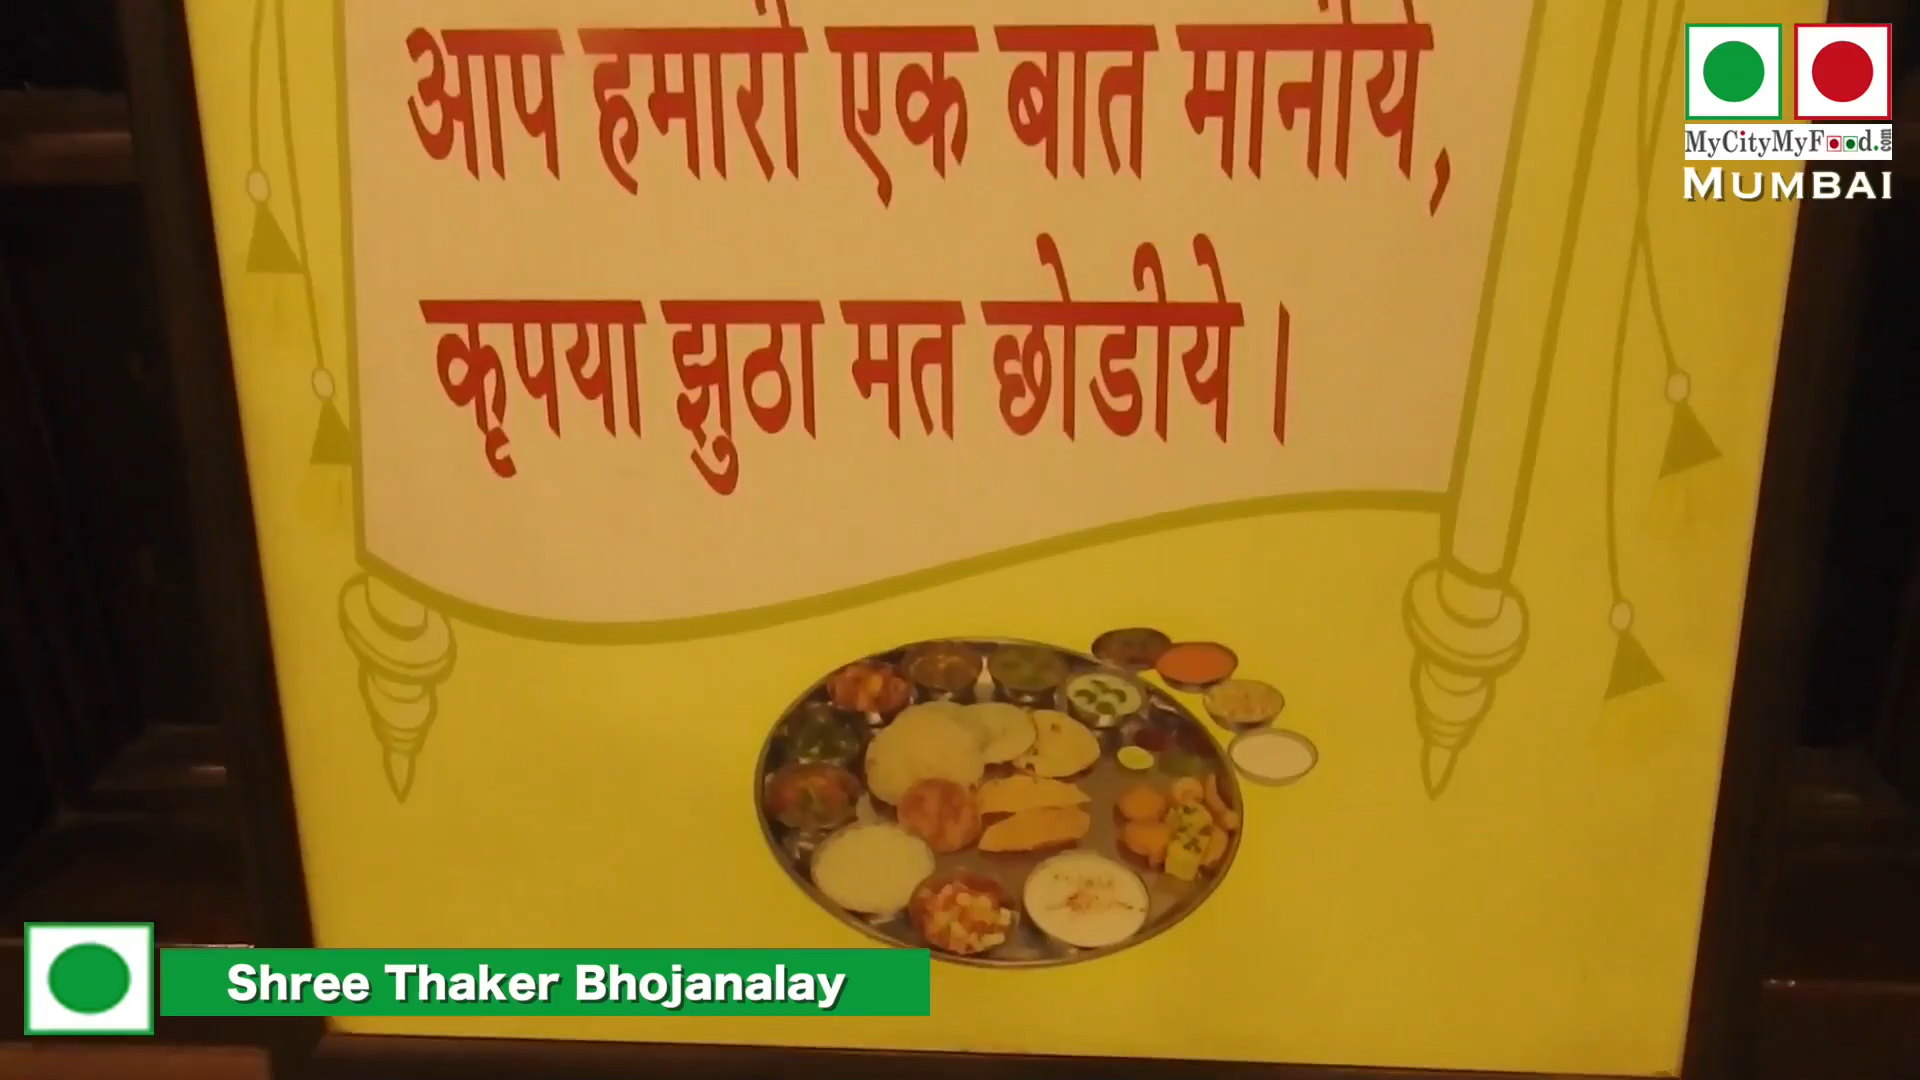 आप हमारी एक बात मानीये,
कृपया झुठा मत छोडीये।
MyCityMyFood.com
MUMBAI
Shree Thaker Bhojanalay